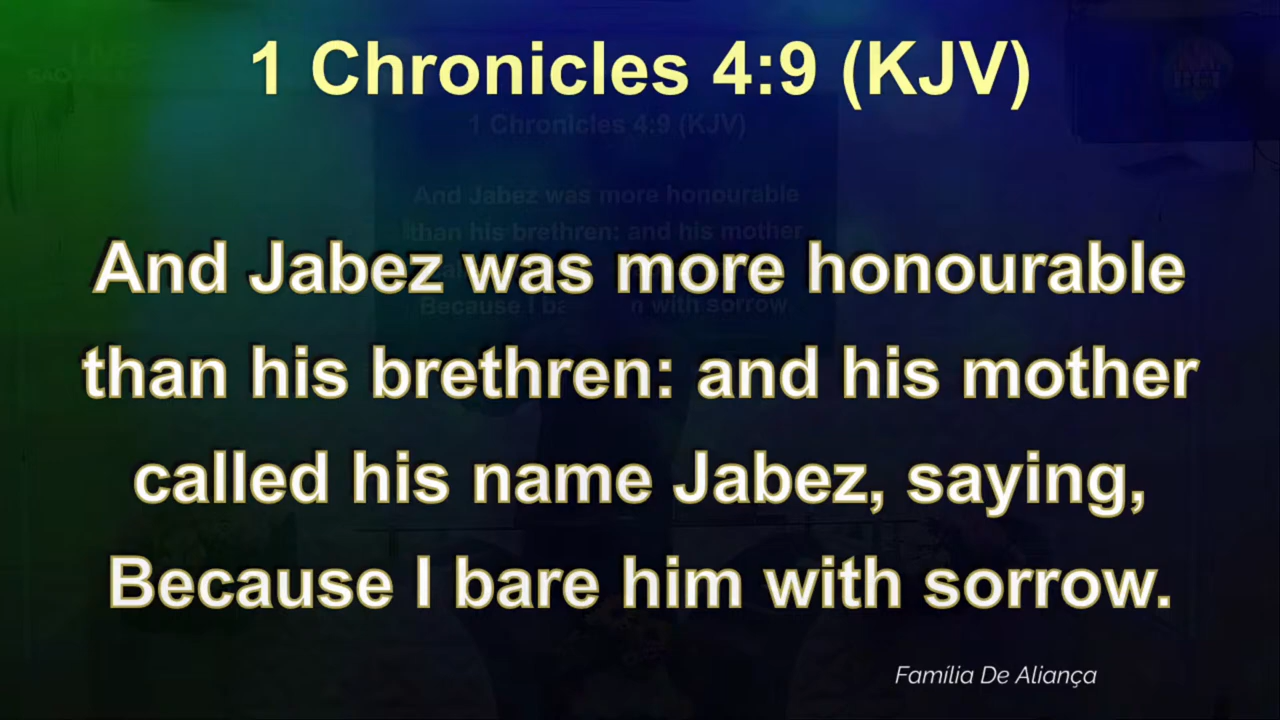 1 Chronicles 4:9 (KJV)
And Jabez was more honourable
than his brethren: and his mother
called his name Jabez, saying,
Because I bare him with sorrow.
Família De Aliança